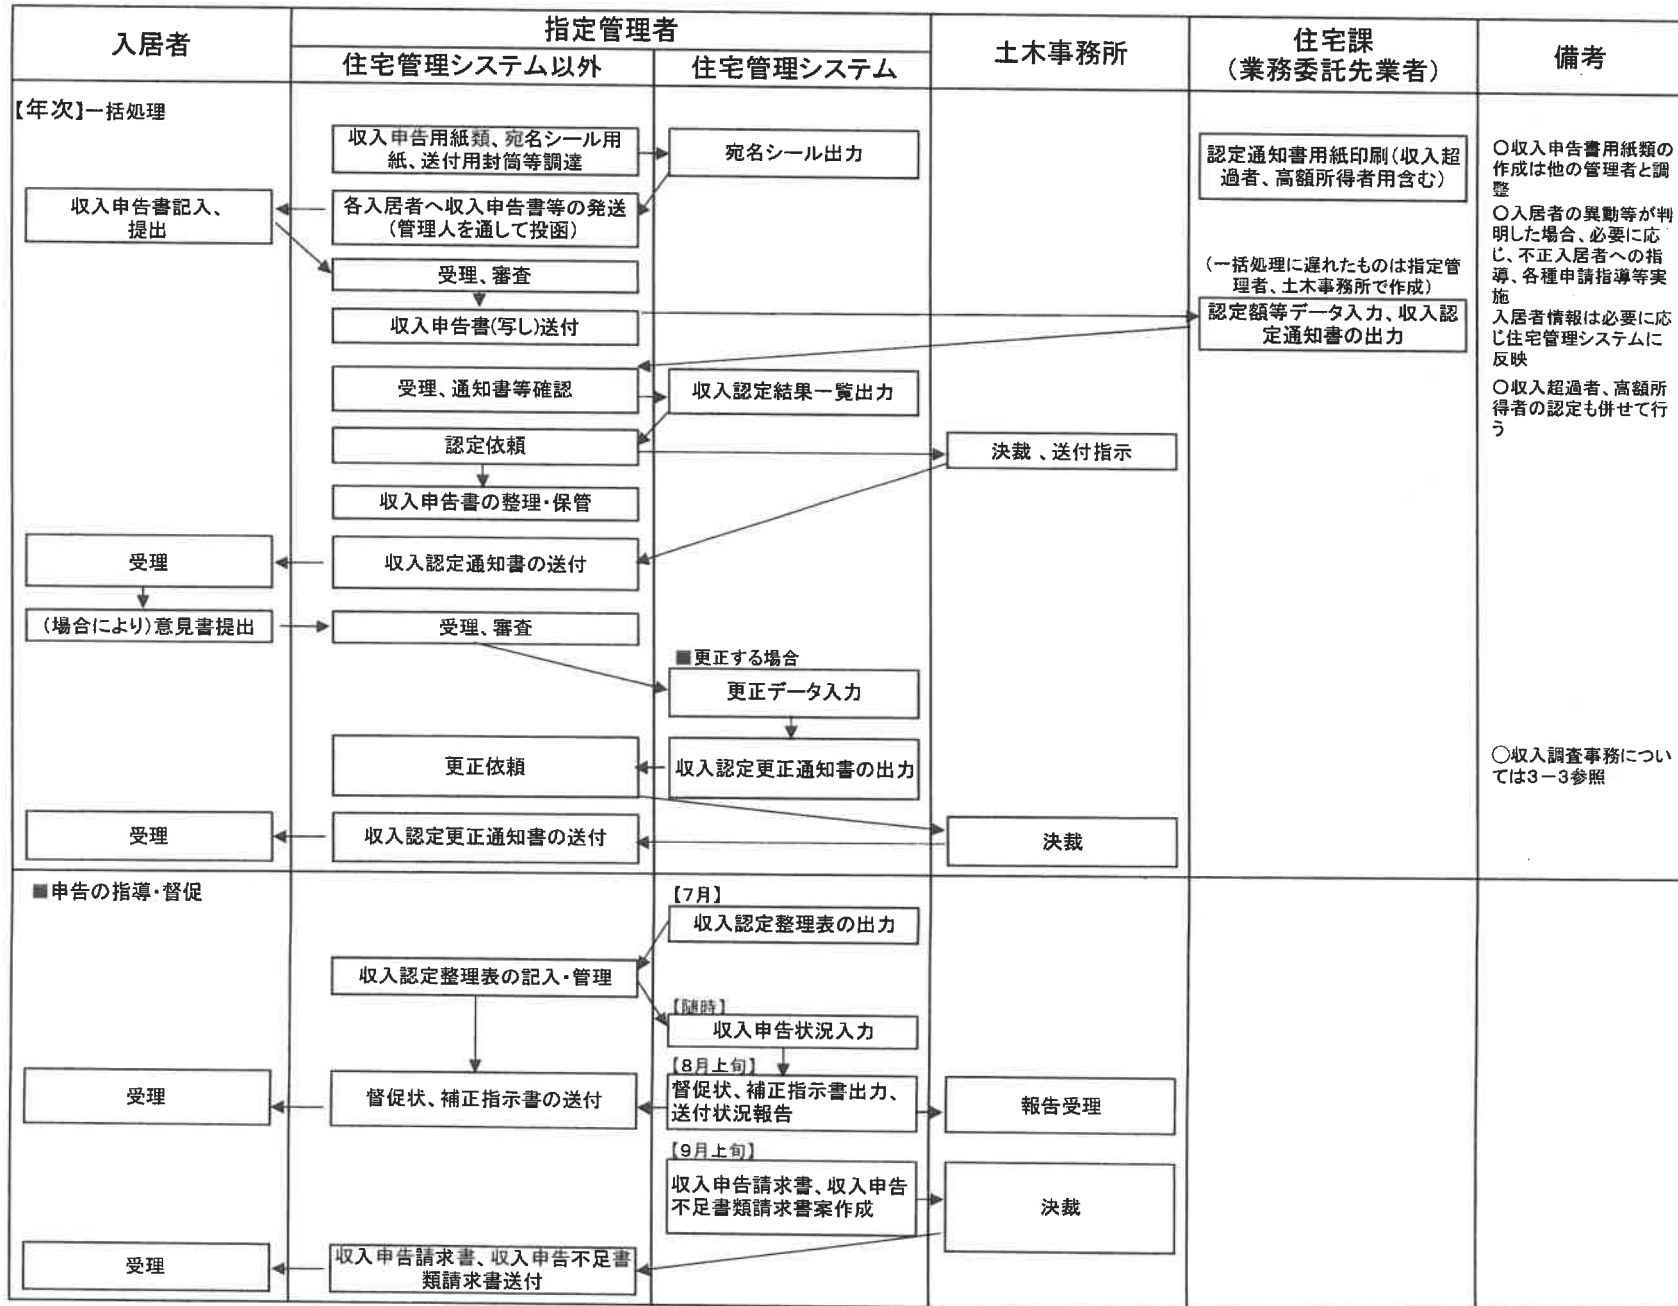 入居者
指定管理者
住宅管理システム以外
住宅管理システム
土木事務所
住宅課
(業務委託先業者)
備考
【年次】一括処理
収入申告用紙類、宛名シール用
紙、送付用封筒等調達
宛名シール出力
認定通知書用紙印刷(収入超
過者、高額所得者用含む)
○収入申告書用紙類の
作成は他の管理者と調
整
収入申告書記入、
提出
各入居者へ収入申告書等の発送
(管理人を通して投函)
○入居者の異動等が判
明した場合、必要に応
じ、不正入居者への指
導、各種申請指導等実
施
入居者情報は必要に応
じ住宅管理システムに
反映
受理、審査
(一括処理に遅れたものは指定管
理者、土木事務所で作成)
収入申告書(写し)送付
認定額等データ入力、収入認
定通知書の出力
受理、通知書等確認
収入認定結果一覧出力
○収入超過者、高額所
得者の認定も併せて行
う
認定依頼
決裁、送付指示
収入申告書の整理・保管
受理
収入認定通知書の送付
(場合により)意見書提出
受理、審査
■更正する場合
更正データ入力
更正依頼
収入認定更正通知書の出力
○収入調査事務につい
ては3-3参照
受理
収入認定更正通知書の送付
決裁
■申告の指導・督促
【7月】
収入認定整理表の出力
収入認定整理表の記入・管理
【随時】
収入申告状況入力
【8月上旬】
受理
督促状、補正指示書の送付
督促状、補正指示書出力、
送付状況報告
報告受理
【9月上旬】
収入申告請求書、収入申告
不足書類請求書案作成
決裁
受理
収入申告請求書、収入申告不足書
類請求書送付